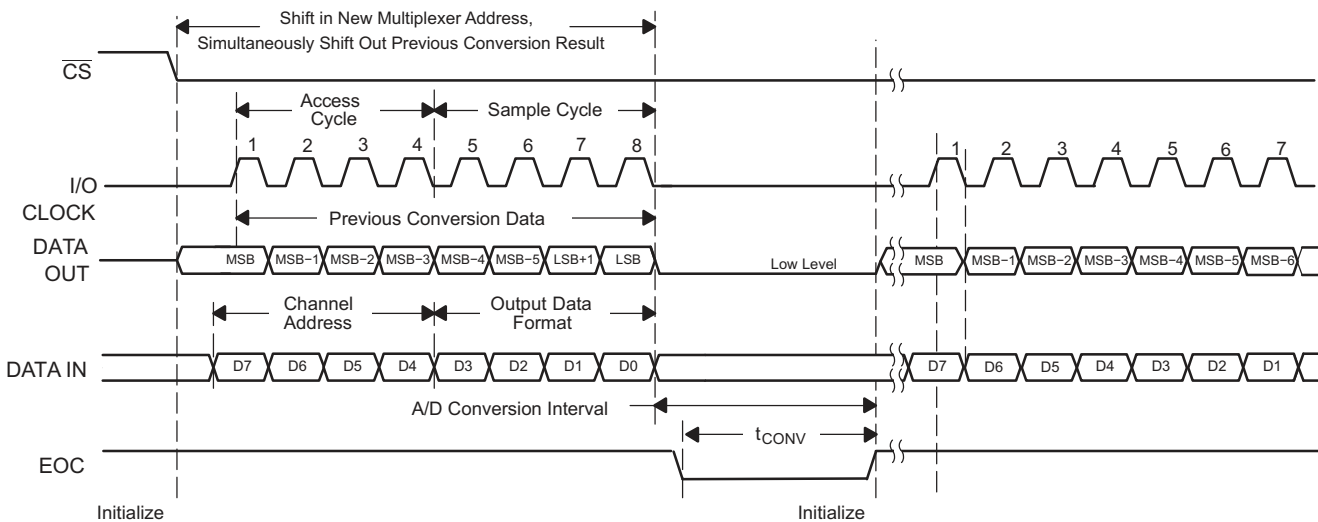 Shift in New Multiplexer Address,
Simultaneously Shift Out Previous Conversion Result
CS
Access
Cycle
Sample Cycle
1 2 3 4 5 6 7 8 1 2 3 4 5 6 7
I/O
CLOCK
Previous Conversion Data
DATA
OUT
MSB MSB−1 MSB−2 MSB−3 MSB−4 MSB−5 LSB+1 LSB Low Level MSB MSB−1 MSB−2 MSB−3 MSB−4 MSB−5 MSB−6
Channel
Address
Output Data
Format
DATA IN D7 D6 D5 D4 D3 D2 D1 D0 D7 D6 D5 D4 D3 D2 D1
A/D Conversion Interval
tCONV
EOC
Initialize Initialize